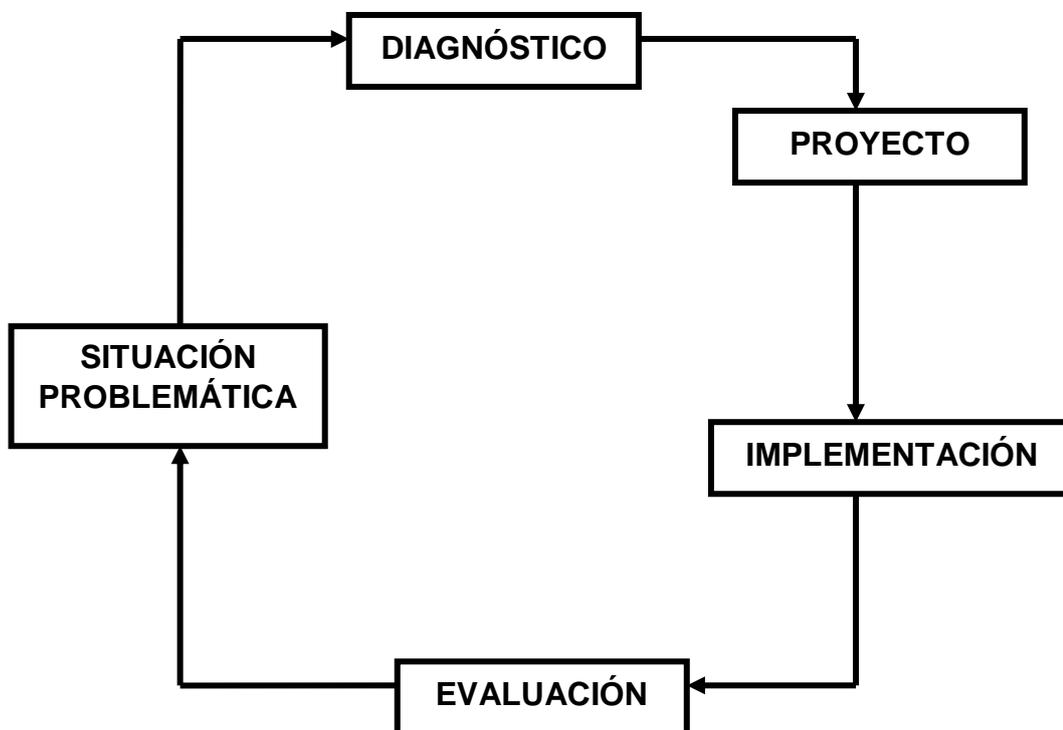 DIAGNÓSTICO
PROYECTO
SITUACIÓN
PROBLEMÁTICA
IMPLEMENTACIÓN
EVALUACIÓN